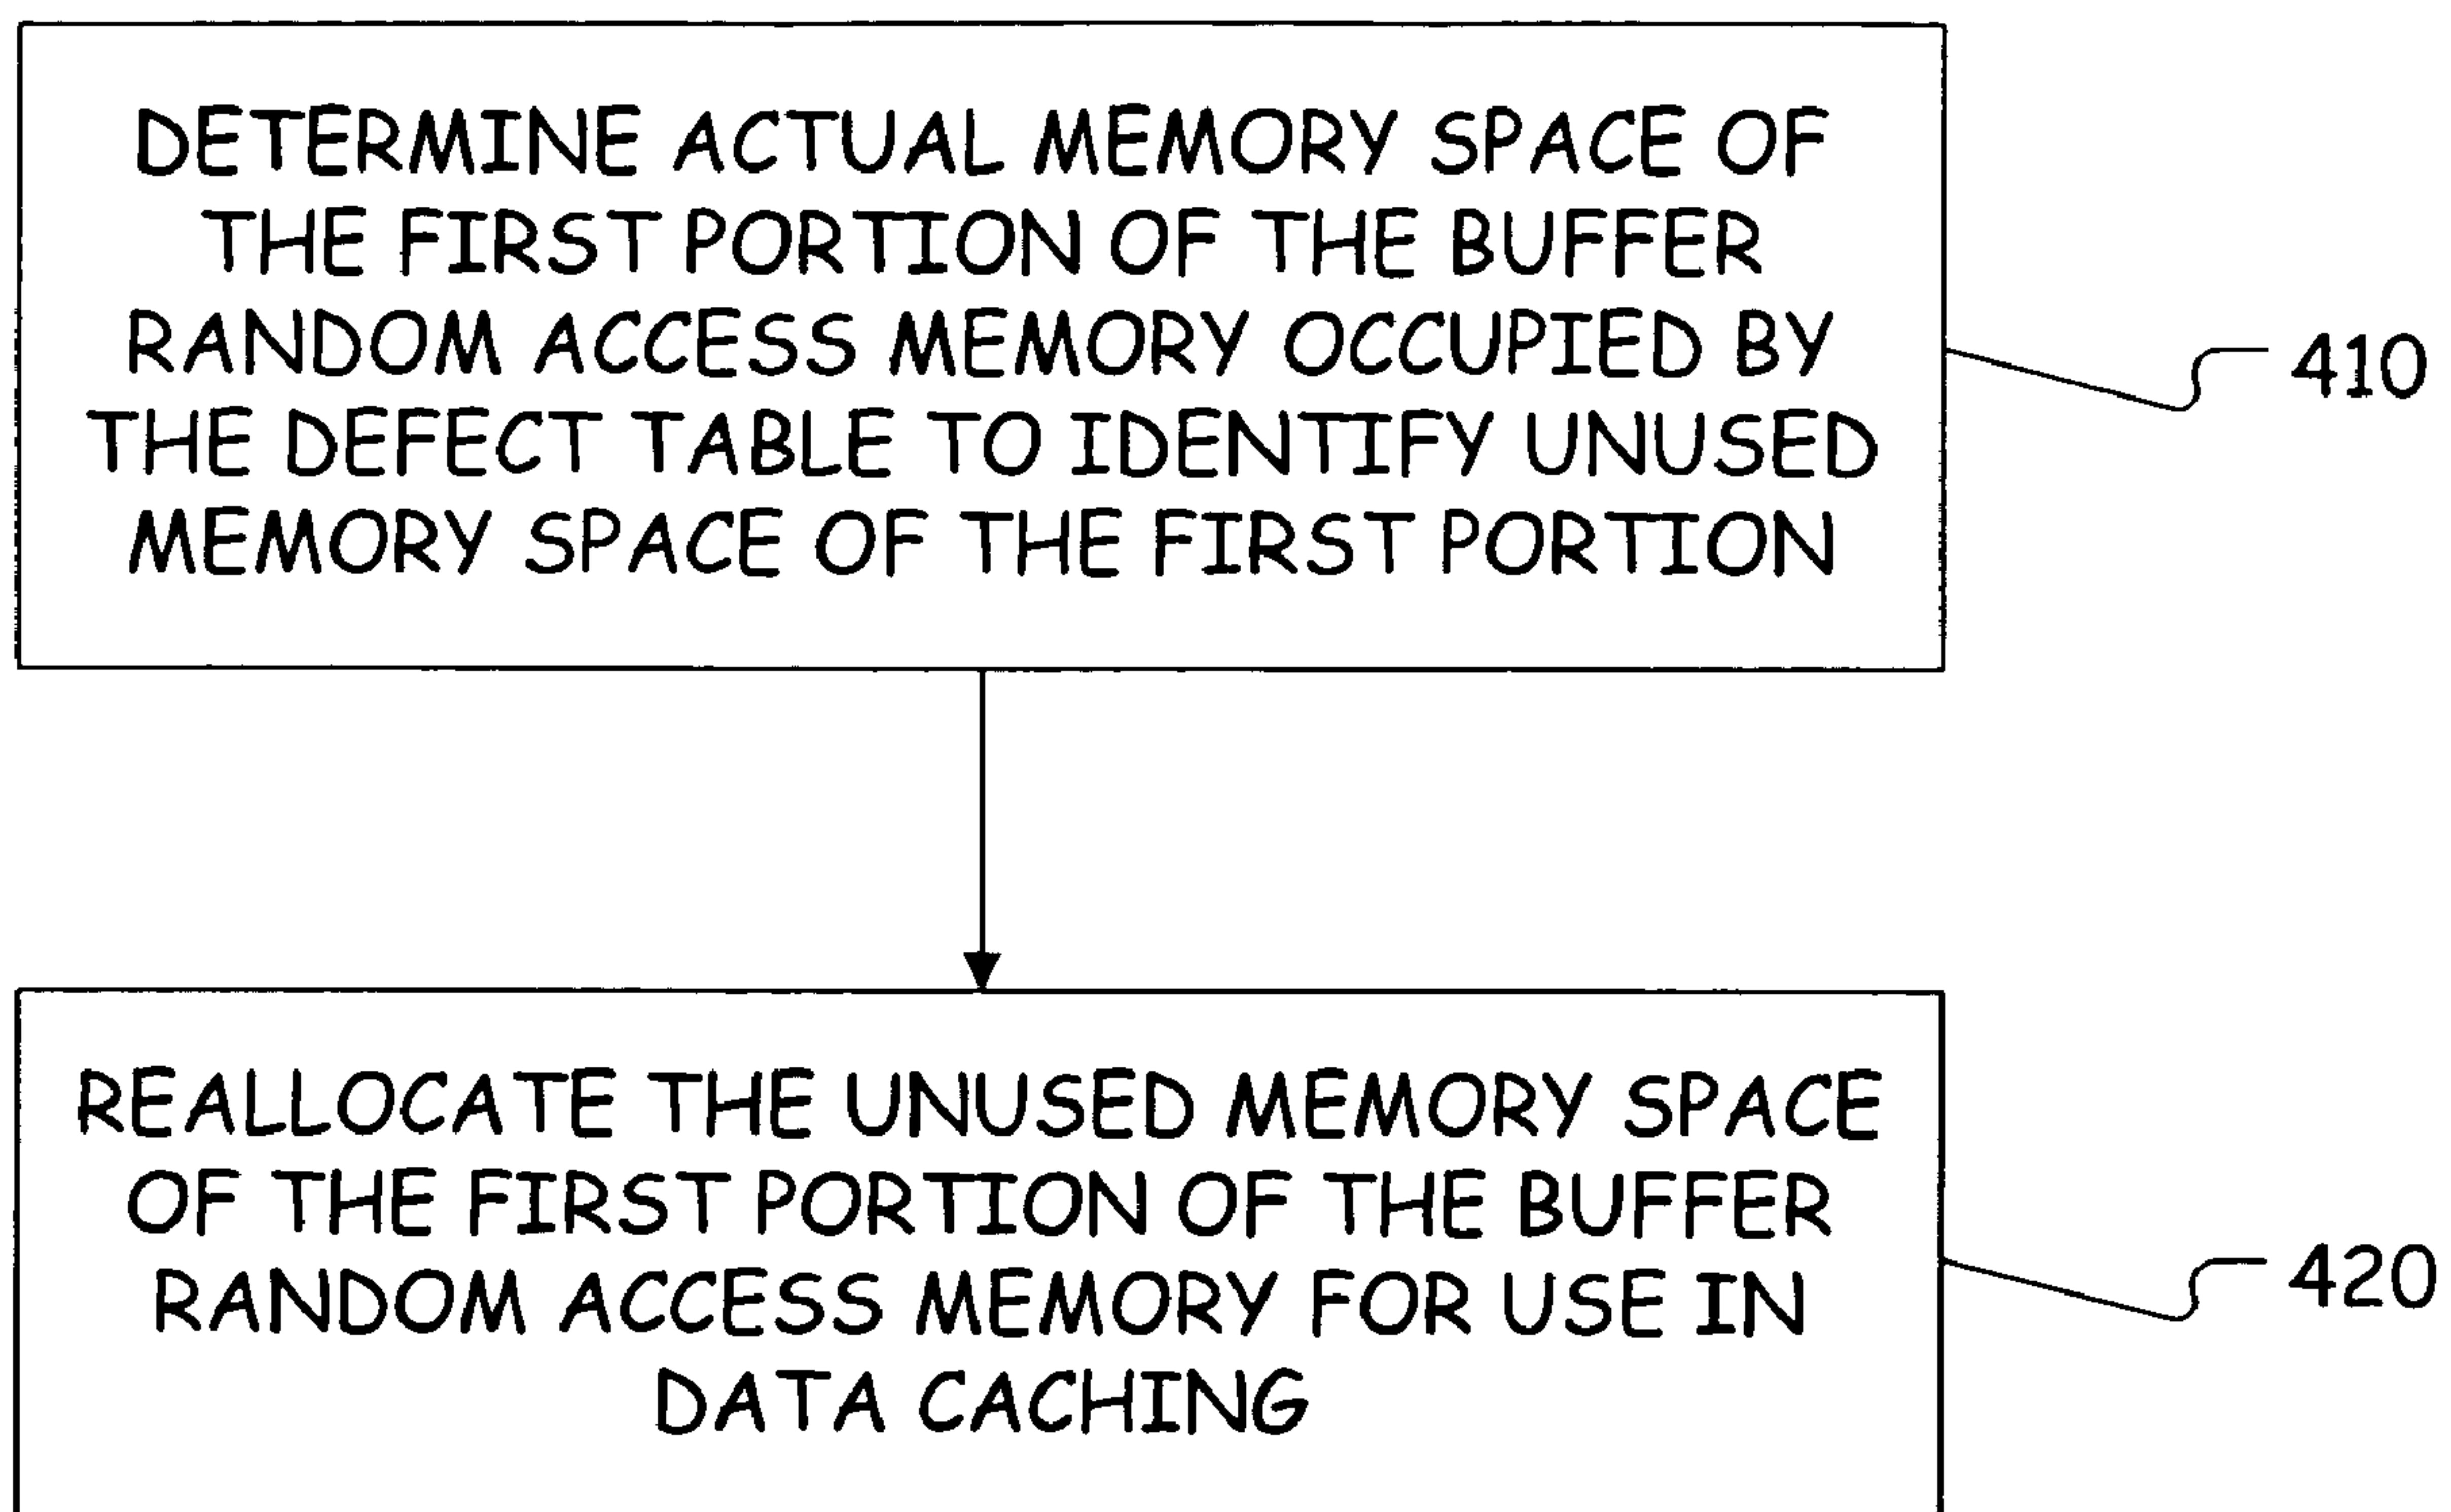 DETERMINE ACTUAL MEMORY SPACE OF
THE FIRST PORTION OF THE BUFFER
RANDOM ACCESS MEMORY OCCUPIED BY
THE DEFECT TABLE TO IDENTIFY UNUSED
MEMORY SPACE OF THE FIRST PORTION
410
REALLOCATE THE UNUSED MEMORY SPACE
OF THE FIRST PORTION OF THE BUFFER
RANDOM ACCESS MEMORY FOR USE IN
DATA CACHING
420